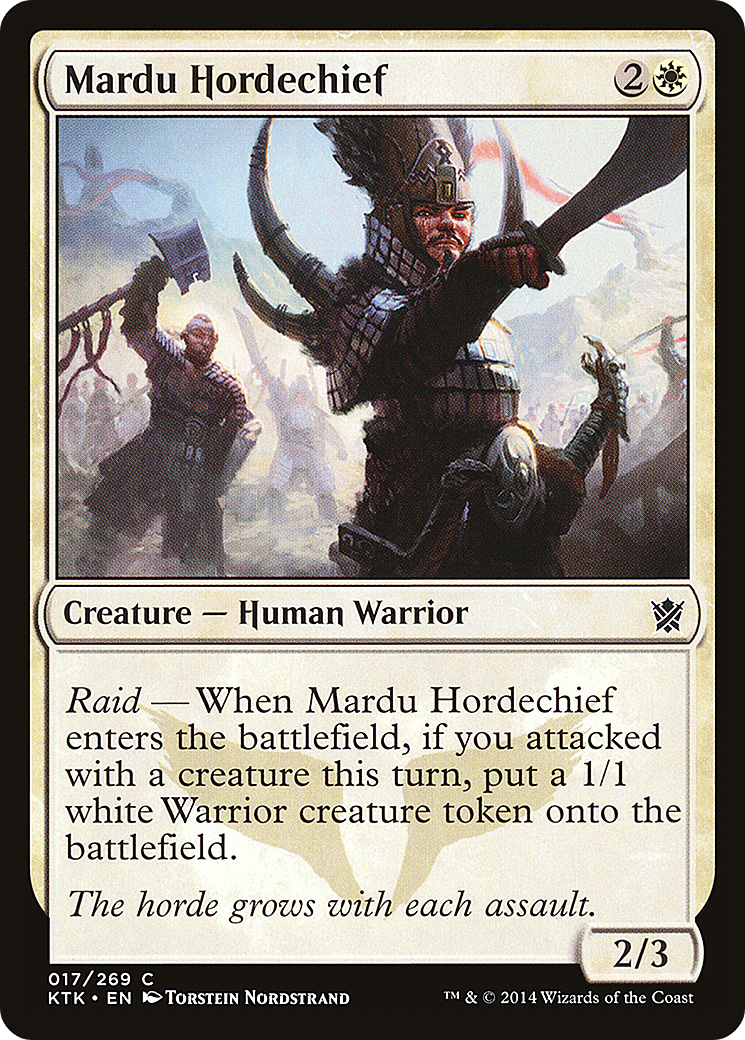 Mardu Hordechief
2
Creature — Human Warrior
Raid — When Mardu Hordechief
enters the battlefield, if you attacked
with a creature this turn, put a 1/1
white Warrior creature token onto the
battlefield.
The horde grows with each assault.
2/3
017/269 C
KTK • EN Torstein Nordstrand
™ & © 2014 Wizards of the Coast